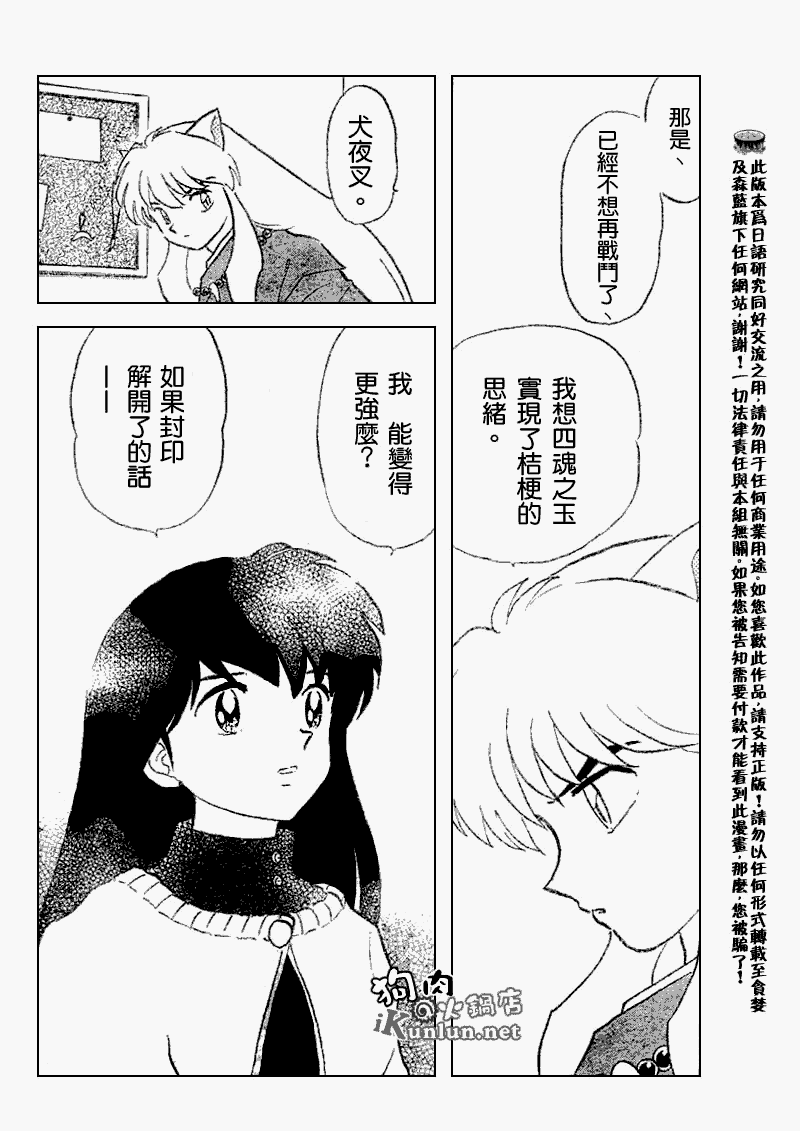 那是、
已經不想再戰鬥了、
我想四魂之玉
實現了桔梗的
思緒。
犬夜叉。
我　能變得
更強麼？
如果封印
解開了的話
——
此版本爲日語研究同好交流之用，請勿用于任何商業用途。如您喜歡此作品，請支持正版！請勿以任何形式轉載至貪婪
及森藍旗下任何網站，謝謝！一切法律責任與本組無關。如果您被告知需要付款才能看到此漫畫，那麼，您被騙了！
狗肉の火鍋店
iKunlun.net